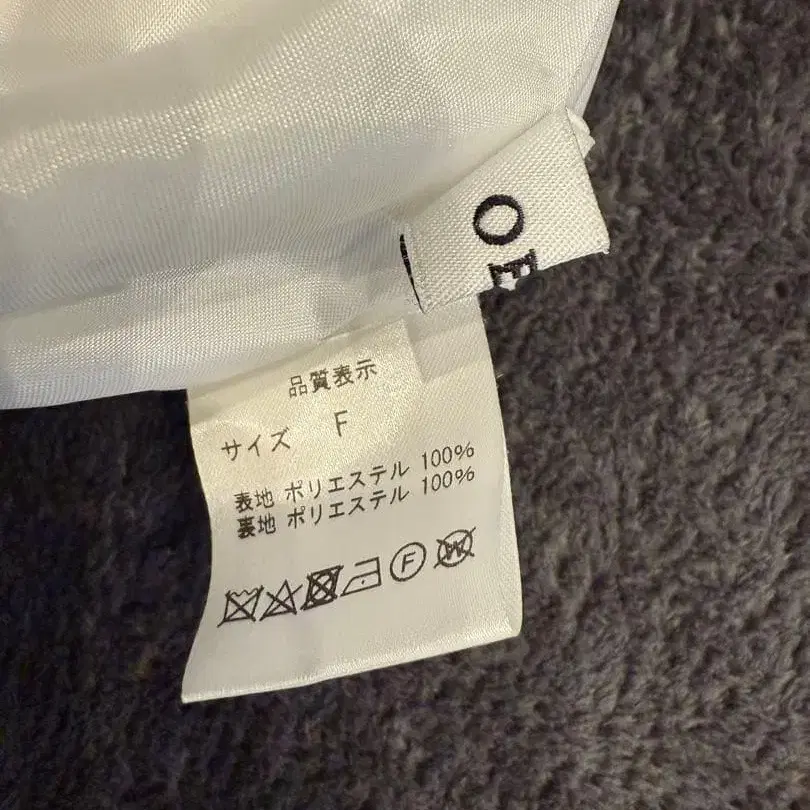 OE
品質表示
サイズ F
表地 ポリエステル 100%
裏地 ポリエステル 100%
F W